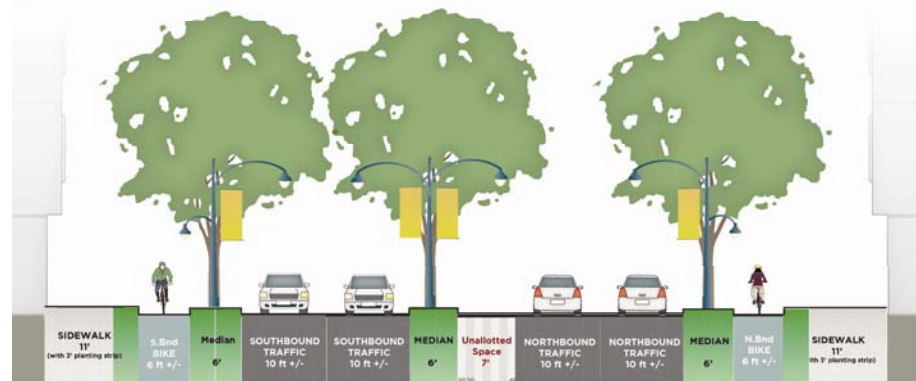 SIDEWALK
11'
(with 3' planting strip)
S.Bnd
BIKE
6 ft +/-
Median
6'
SOUTHBOUND
TRAFFIC
10 ft +/-
SOUTHBOUND
TRAFFIC
10 ft +/-
MEDIAN
6'
Unallotted
Space
7'
NORTHBOUND
TRAFFIC
10 ft +/-
NORTHBOUND
TRAFFIC
10 ft +/-
MEDIAN
6'
N.Bnd
BIKE
6 ft +/-
SIDEWALK
11'
with 3' planting strip)